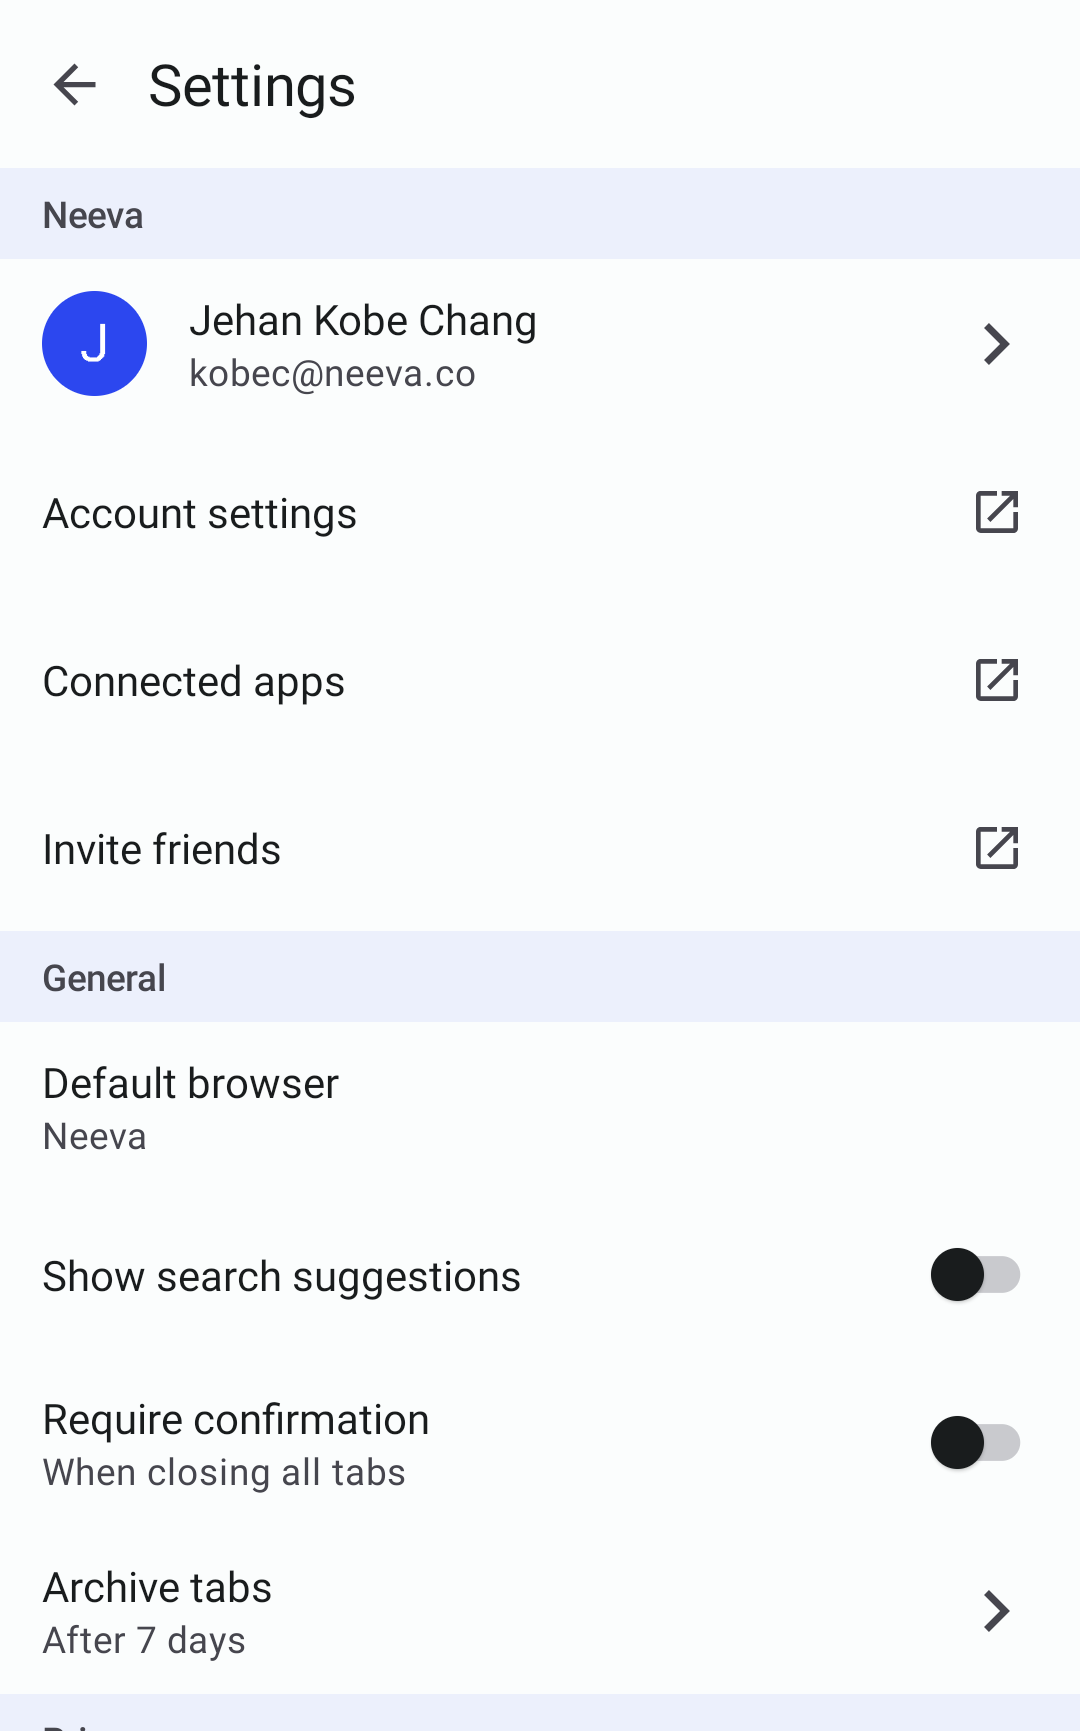 Settings
Neeva
J
Jehan Kobe Chang
kobec@neeva.co
Account settings
Connected apps
Invite friends
General
Default browser
Neeva
Show search suggestions
Require confirmation
When closing all tabs
Archive tabs
After 7 days